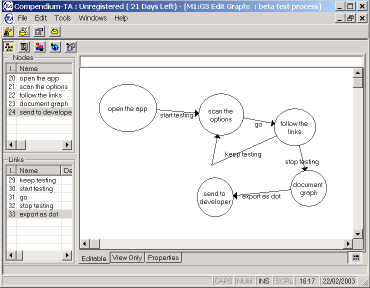 Compendium-TA : Unregistered ( 21 Days Left) - [M1:G3 Edit Graphs: : beta test process]
File Edit Tools Windows Help
Nodes
I... Name
20 open the app
21 scan the options
22 follow the links
23 document graph
24 send to developer
Links
I... Name De
29 keep testing
30 start testing
31 go
32 stop testing
33 export as dot
open the app
start testing
scan the
options
go
follow the
links
keep testing
stop testing
document
graph
export as dot
send to
developer
Editable View Only Properties
CAPS NUM INS SCRL 16:17 22/02/2003